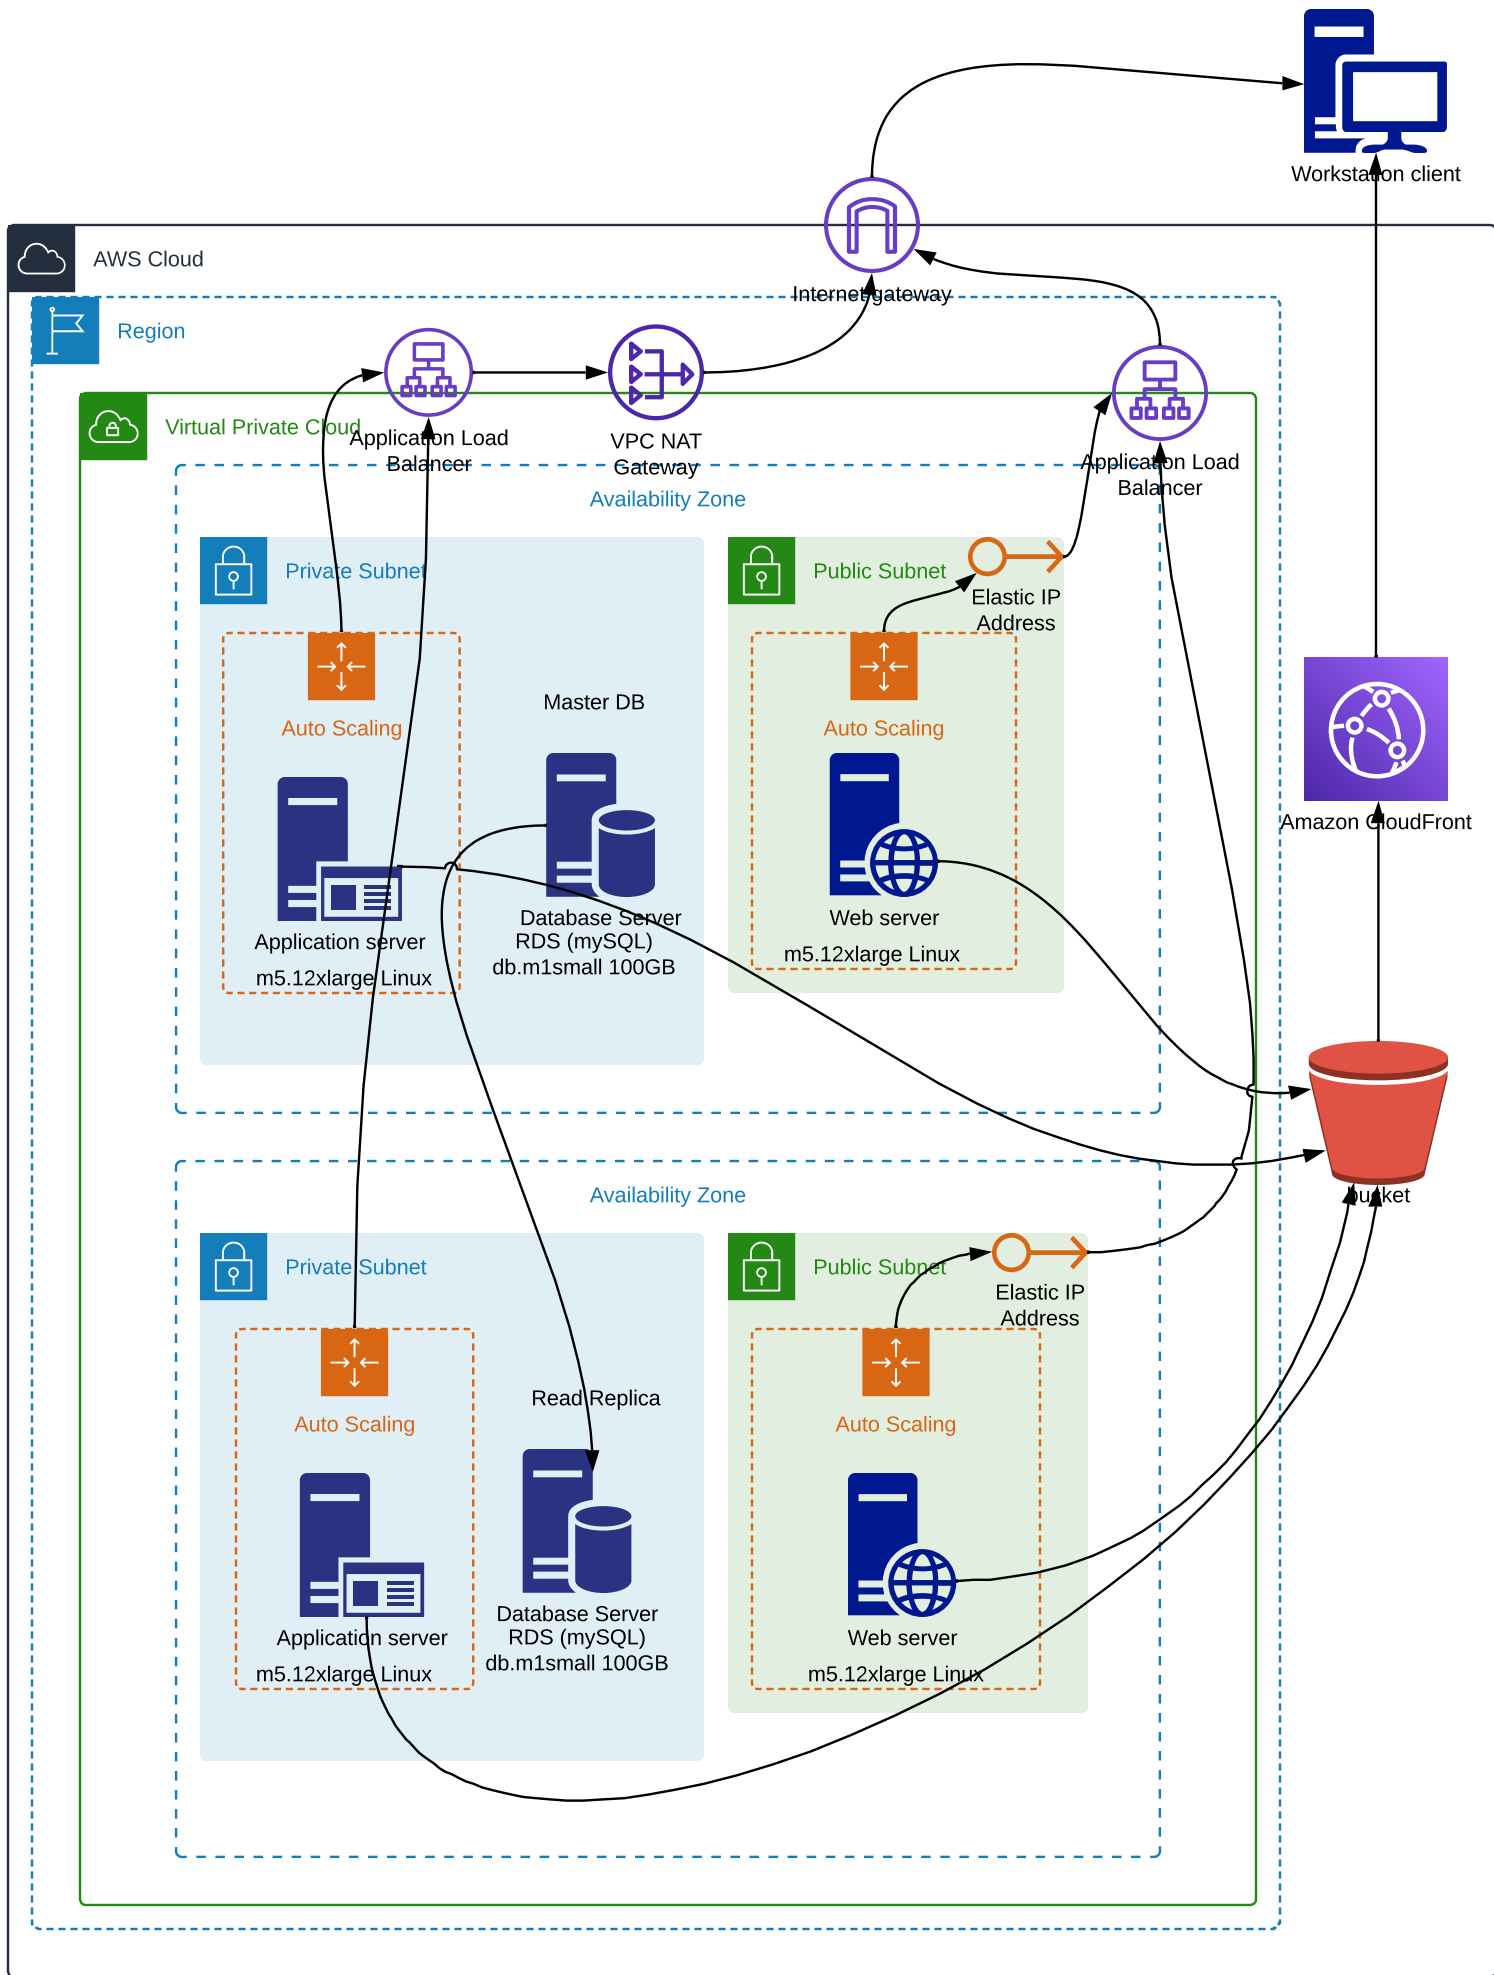 Workstation client
AWS Cloud
Internet gateway
Region
Virtual Private Cloud
Application Load
Balancer
VPC NAT
Gateway
Application Load
Balancer
Availability Zone
Private Subnet
Public Subnet
Elastic IP
Address
Master DB
Auto Scaling
Auto Scaling
Amazon CloudFront
Application server
m5.12xlarge Linux
Database Server
RDS (mySQL)
db.m1small 100GB
Web server
m5.12xlarge Linux
bucket
Availability Zone
Private Subnet
Public Subnet
Elastic IP
Address
Read Replica
Auto Scaling
Auto Scaling
Application server
m5.12xlarge Linux
Database Server
RDS (mySQL)
db.m1small 100GB
Web server
m5.12xlarge Linux